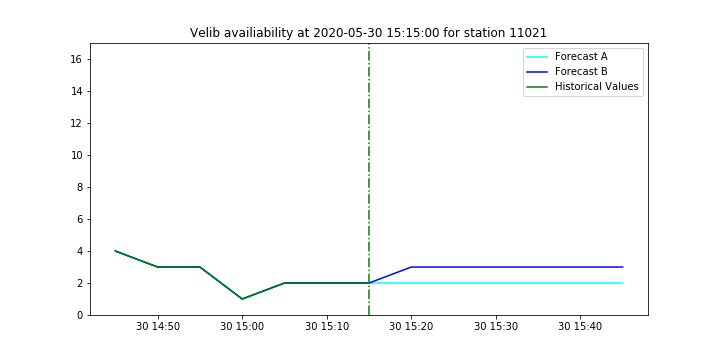 Velib availiability at 2020-05-30 15:15:00 for station 11021
Forecast A
Forecast B
Historical Values
16
14
12
10
8
6
4
2
0
30 14:50 30 15:00 30 15:10 30 15:20 30 15:30 30 15:40